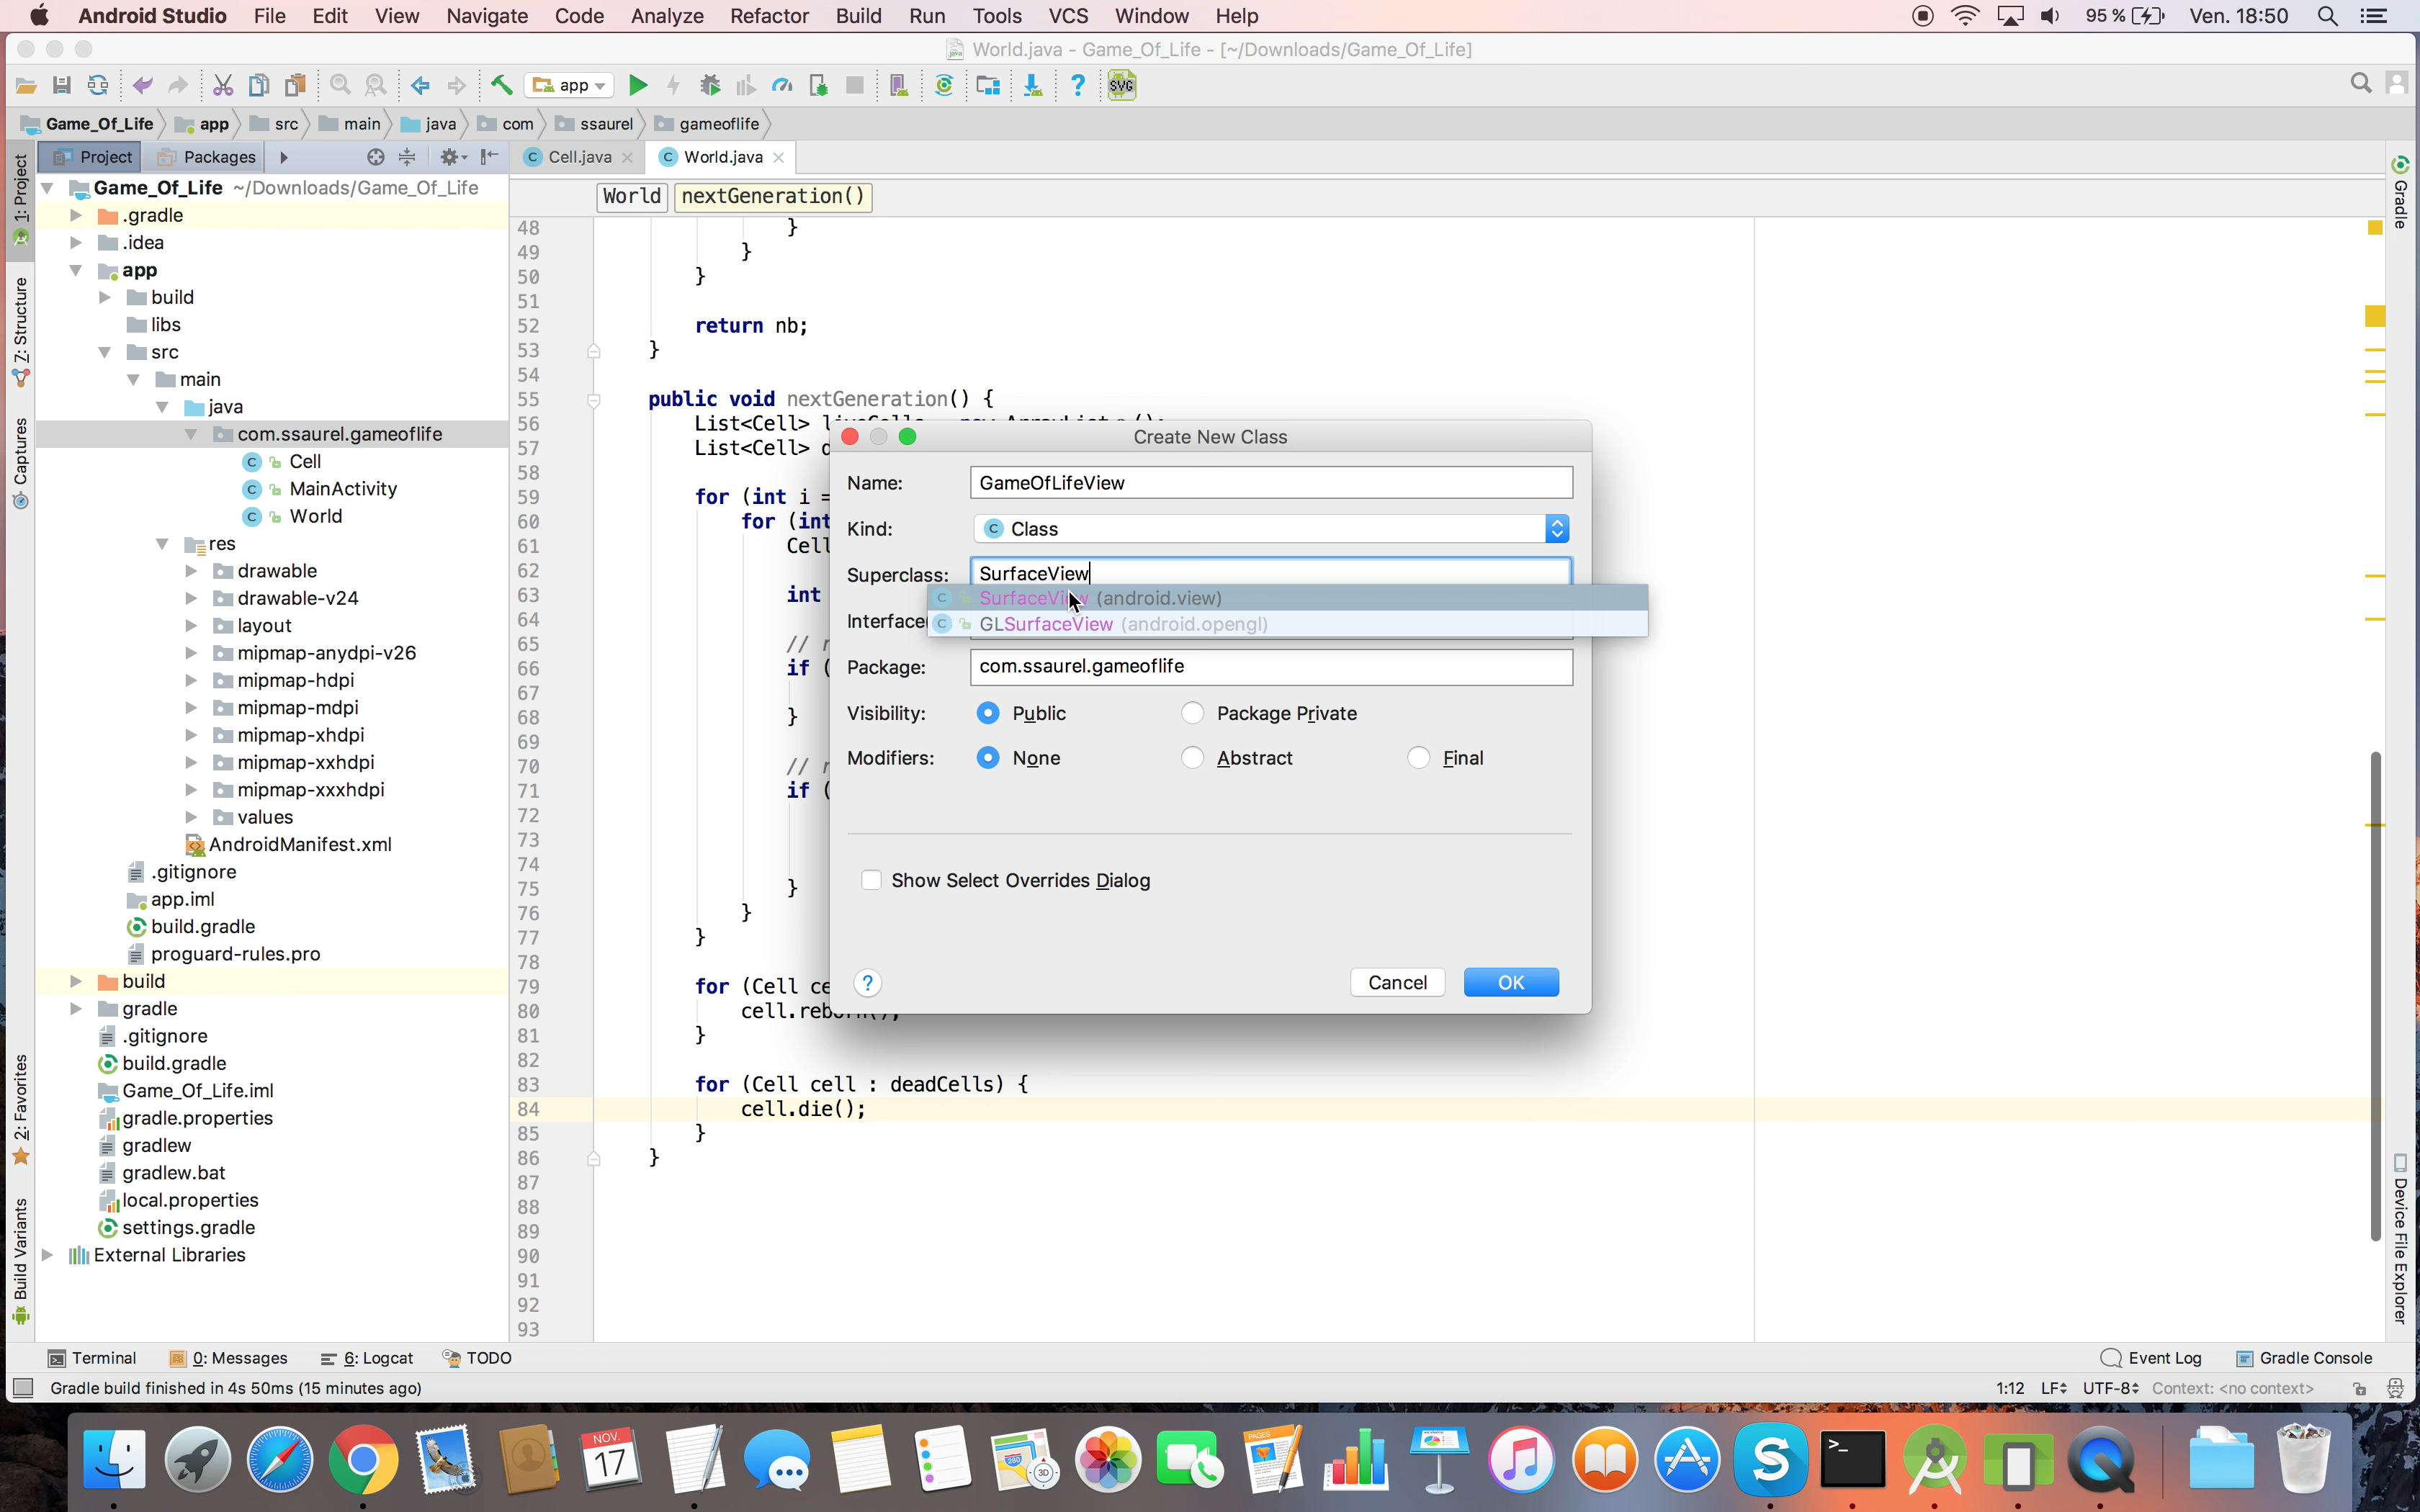 Android Studio File Edit View Navigate Code Analyze Refactor Build Run Tools VCS Window Help 95 % Ven. 18:50
World.java - Game_Of_Life - [~/Downloads/Game_Of_Life]
app ? SVG
Game_Of_Life app src main java com ssaurel gameoflife
1: Project
7: Structure
Captures
2: Favorites
Build Variants
Project Packages
Game_Of_Life ~/Downloads/Game_Of_Life
.gradle
.idea
app
build
libs
src
main
java
com.ssaurel.gameoflife
C Cell
C MainActivity
C World
res
drawable
drawable-v24
layout
mipmap-anydpi-v26
mipmap-hdpi
mipmap-mdpi
mipmap-xhdpi
mipmap-xxhdpi
mipmap-xxxhdpi
values
AndroidManifest.xml
.gitignore
app.iml
build.gradle
proguard-rules.pro
build
gradle
.gitignore
build.gradle
Game_Of_Life.iml
gradle.properties
gradlew
gradlew.bat
local.properties
settings.gradle
External Libraries
C Cell.java C World.java
World nextGeneration()
48 }
49 }
50 }
51
52 return nb;
53 }
54
55 public void nextGeneration() {
56 List<Cell>
57 List<Cell>
58
59 for (int i =
60 for (int
61 Cell
62
63 int
64
65 //
66 if (
67
68 }
69
70 //
71 if (
72
73
74
75 }
76 }
77 }
78
79 for (Cell ce
80 cell.reborn();
81 }
82
83 for (Cell cell : deadCells) {
84 cell.die();
85 }
86 }
87
88
89
90
91
92
93
Create New Class
Name: GameOfLifeView
Kind: C Class
Superclass: SurfaceView
C SurfaceView (android.view)
Interface
C GLSurfaceView (android.opengl)
Package: com.ssaurel.gameoflife
Visibility: Public Package Private
Modifiers: None Abstract Final
Show Select Overrides Dialog
? Cancel OK
Gradle
Device File Explorer
Terminal 0: Messages 6: Logcat TODO Event Log Gradle Console
Gradle build finished in 4s 50ms (15 minutes ago) 1:12 LF UTF-8 Context: <no context>
NOV.
17
280
3D
PAGES
S
>_